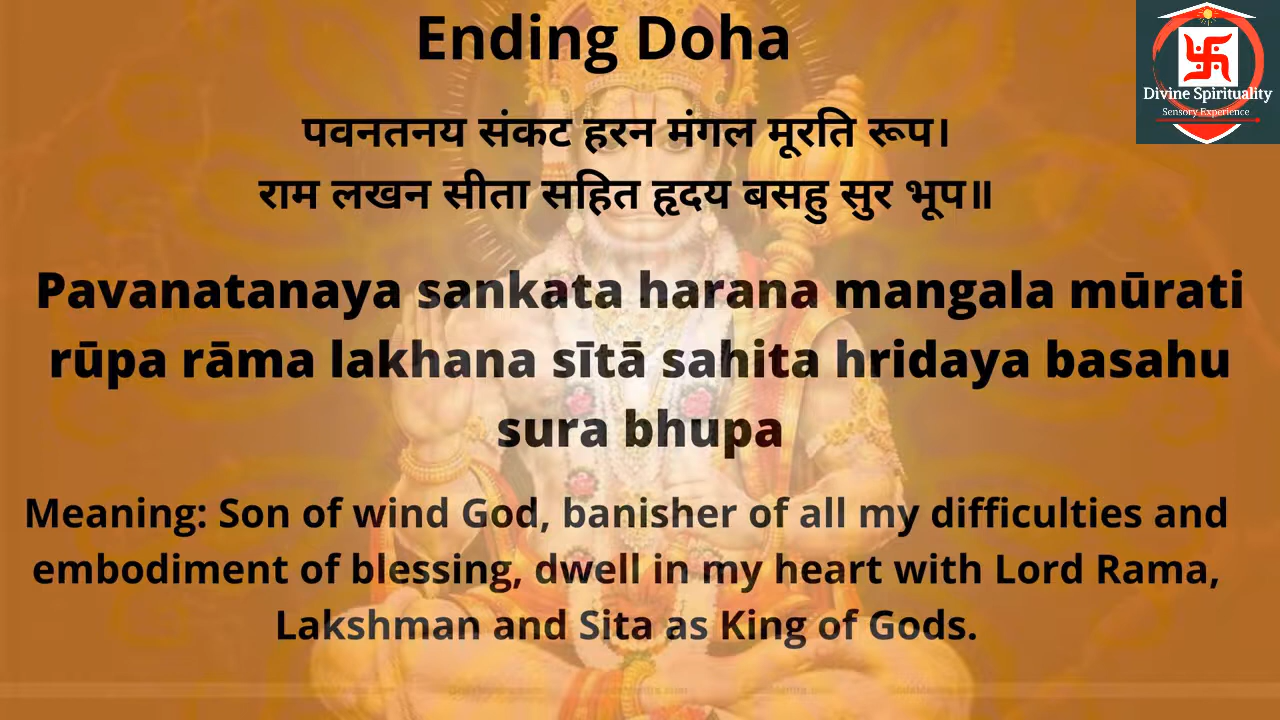 Ending Doha
Divine Spirituality
Sensory Experience
पवनतनय संकट हरन मंगल मूरति रूप।
राम लखन सीता सहित हृदय बसहु सुर भूप॥
Pavanatanaya sankata harana mangala mūrati
rūpa rāma lakhana sītā sahita hridaya basahu
sura bhupa
Meaning: Son of wind God, banisher of all my difficulties and
embodiment of blessing, dwell in my heart with Lord Rama,
Lakshman and Sita as King of Gods.